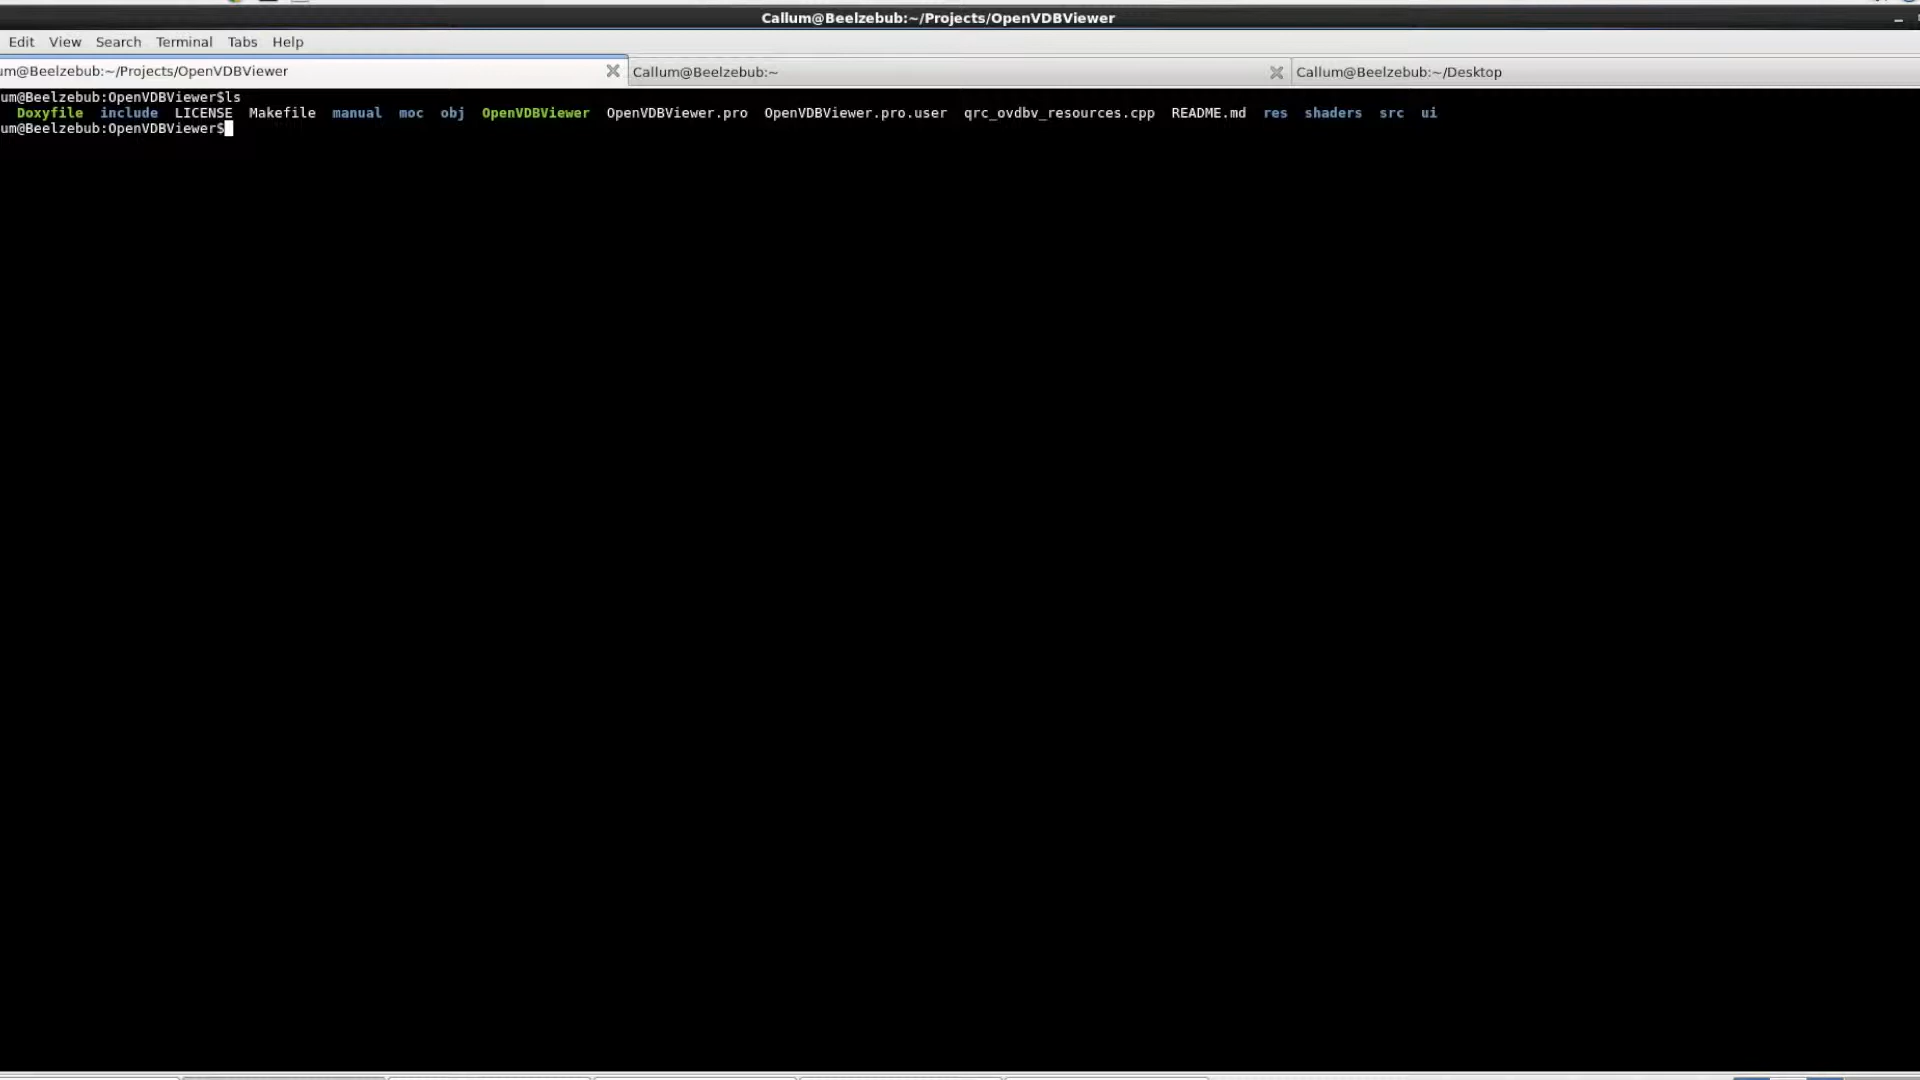 Callum@Beelzebub:~/Projects/OpenVDBViewer
Edit View Search Terminal Tabs Help
um@Beelzebub:~/Projects/OpenVDBViewer Callum@Beelzebub:~ Callum@Beelzebub:~/Desktop
um@Beelzebub:OpenVDBViewer$ls
Doxyfile include LICENSE Makefile manual moc obj OpenVDBViewer OpenVDBViewer.pro OpenVDBViewer.pro.user qrc_ovdbv_resources.cpp README.md res shaders src ui
um@Beelzebub:OpenVDBViewer$